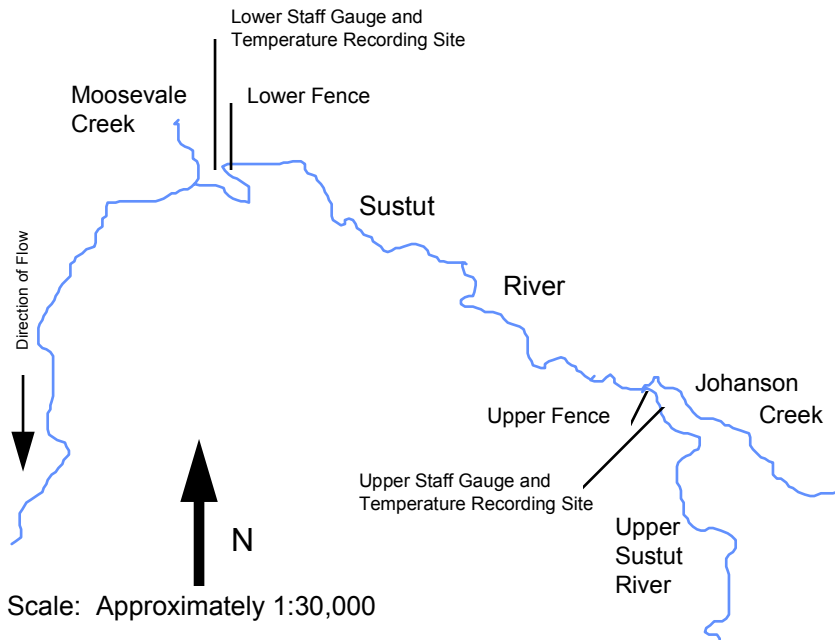 Lower Staff Gauge and
Temperature Recording Site
Moosevale
Creek
Lower Fence
Sustut
River
Direction of Flow
Johanson
Creek
Upper Fence
Upper Staff Gauge and
Temperature Recording Site
Upper
Sustut
River
N
Scale: Approximately 1:30,000